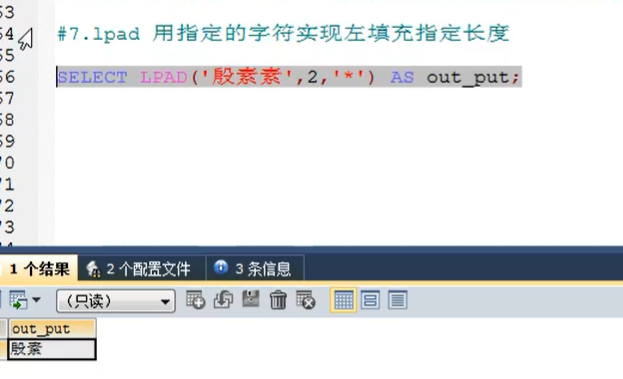 53
54
#7.lpad 用指定的字符实现左填充指定长度
55
56
SELECT LPAD('殷素素',2,'*') AS out_put;
57
58
59
70
71
72
73
1 个结果
2 个配置文件
3 条信息
(只读)
out_put
殷素